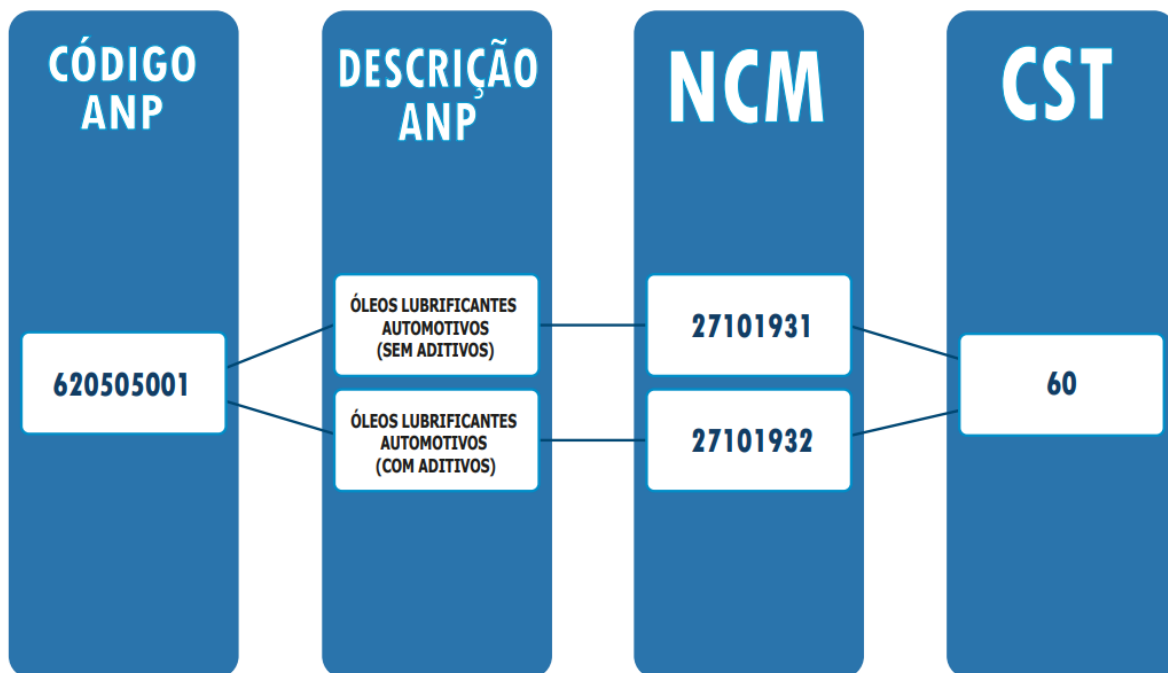 CÓDIGO
ANP
DESCRIÇÃO
ANP
NCM
CST
620505001
ÓLEOS LUBRIFICANTES
AUTOMOTIVOS
(SEM ADITIVOS)
27101931
60
ÓLEOS LUBRIFICANTES
AUTOMOTIVOS
(COM ADITIVOS)
27101932